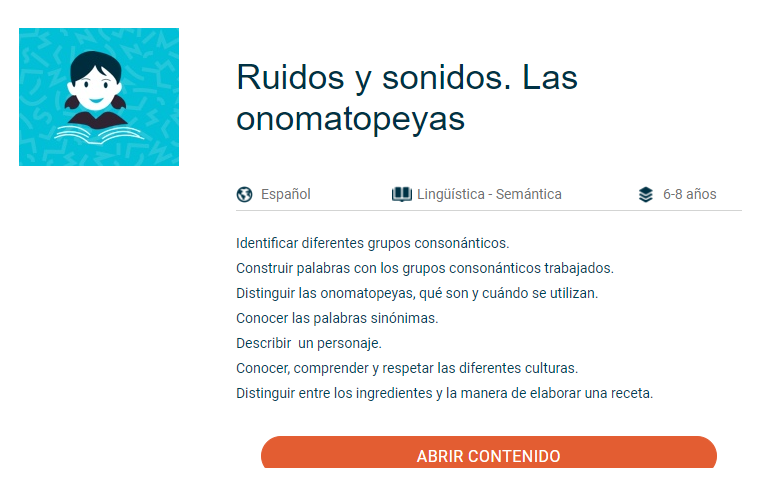 Ruidos y sonidos. Las
onomatopeyas
Español
Lingüística - Semántica
6-8 años
Identificar diferentes grupos consonánticos.
Construir palabras con los grupos consonánticos trabajados.
Distinguir las onomatopeyas, qué son y cuándo se utilizan.
Conocer las palabras sinónimas.
Describir  un personaje.
Conocer, comprender y respetar las diferentes culturas.
Distinguir entre los ingredientes y la manera de elaborar una receta.
ABRIR CONTENIDO